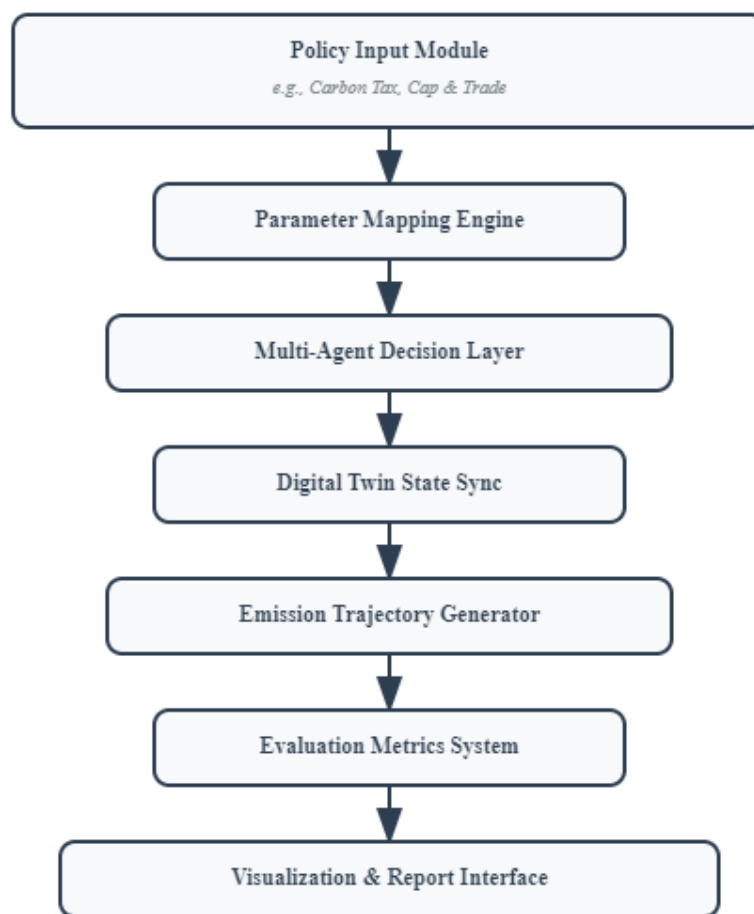 Policy Input Module
e.g., Carbon Tax, Cap & Trade
Parameter Mapping Engine
Multi-Agent Decision Layer
Digital Twin State Sync
Emission Trajectory Generator
Evaluation Metrics System
Visualization & Report Interface